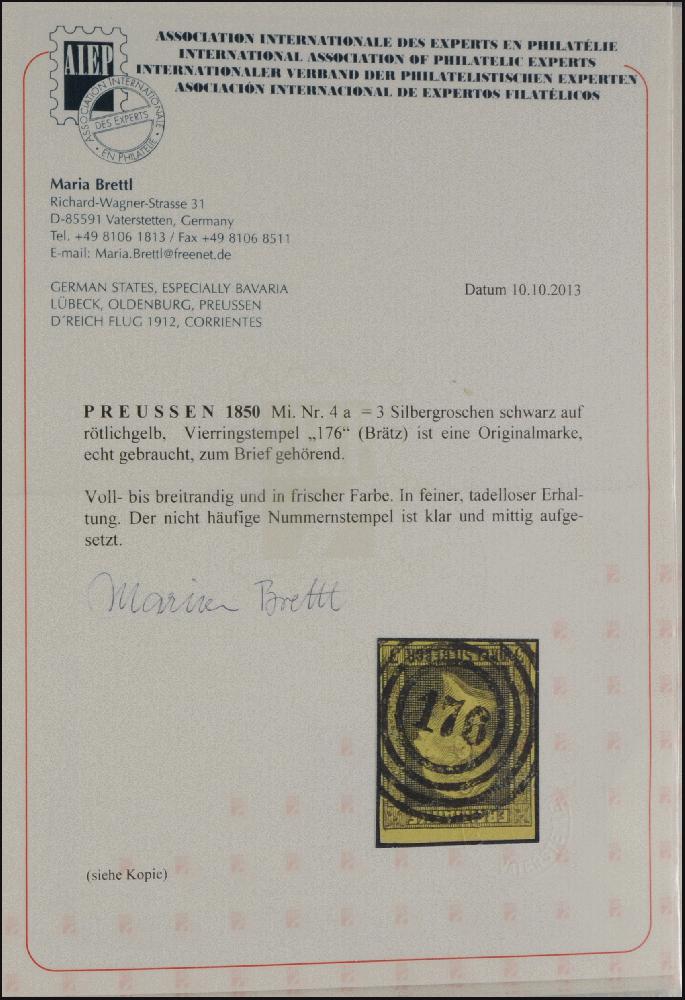 ASSOCIATION INTERNATIONALE DES EXPERTS EN PHILATÉLIE
INTERNATIONAL ASSOCIATION OF PHILATELIC EXPERTS
INTERNATIONALER VERBAND DER PHILATELISTISCHEN EXPERTEN
ASOCIACIÓN INTERNACIONAL DE EXPERTOS FILATÉLICOS
AIEP
ASSOCIATION INTERNATIONALE
DES EXPERTS
• EN PHILATÉLIE •
Maria Brettl
Richard-Wagner-Strasse 31
D-85591 Vaterstetten, Germany
Tel. +49 8106 1813 / Fax +49 8106 8511
E-mail: Maria.Brettl@freenet.de
GERMAN STATES, ESPECIALLY BAVARIA
LÜBECK, OLDENBURG, PREUSSEN
D´REICH FLUG 1912, CORRIENTES
Datum 10.10.2013
PREUSSEN 1850 Mi. Nr. 4 a = 3 Silbergroschen schwarz auf
rötlichgelb, Vierringstempel „176“ (Brätz) ist eine Originalmarke,
echt gebraucht, zum Brief gehörend.
Voll- bis breitrandig und in frischer Farbe. In feiner, tadelloser Erhal-
tung. Der nicht häufige Nummernstempel ist klar und mittig aufge-
setzt.
Maria Brettl
176
(siehe Kopie)